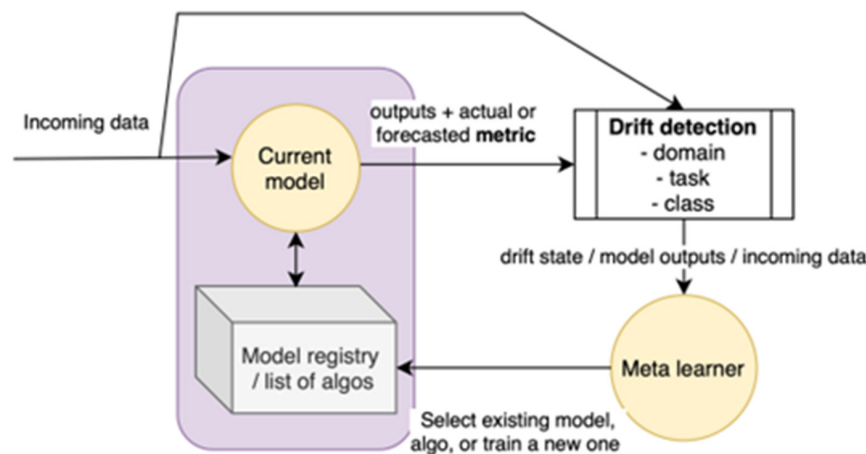 Incoming data
Current
model
outputs + actual or
forecasted metric
Drift detection
- domain
- task
- class
drift state / model outputs / incoming data
Model registry
/ list of algos
Meta learner
Select existing model,
algo, or train a new one